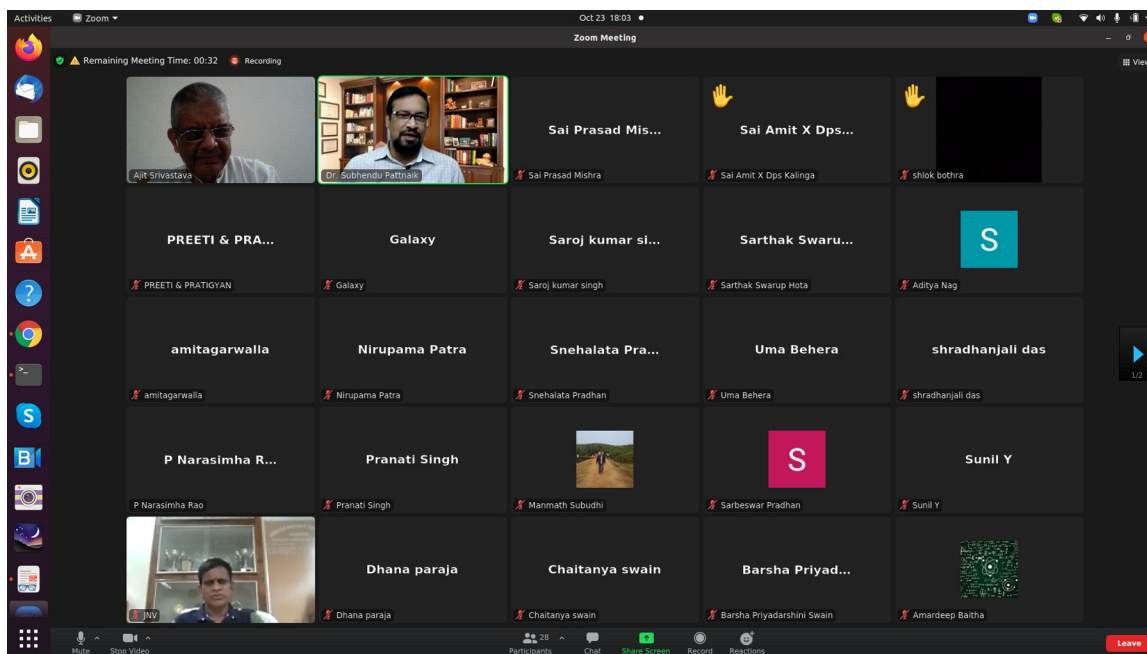 Activities Zoom Oct 23 18:03
Zoom Meeting
Remaining Meeting Time: 00:32 Recording View
Ajit Srivastava
Dr. Subhendu Pattnaik
Sai Prasad Mis...
Sai Prasad Mishra
Sai Amit X Dps...
Sai Amit X Dps Kalinga
shlok bothra
PREETI & PRA...
PREETI & PRATIGYAN
Galaxy
Galaxy
Saroj kumar si...
Saroj kumar singh
Sarthak Swaru...
Sarthak Swarup Hota
S
Aditya Nag
amitagarwalla
amitagarwalla
Nirupama Patra
Nirupama Patra
Snehalata Pra...
Snehalata Pradhan
Uma Behera
Uma Behera
shradhanjali das
shradhanjali das
1/2
P Narasimha R...
P Narasimha Rao
Pranati Singh
Pranati Singh
Manmath Subudhi
S
Sarbeswar Pradhan
Sunil Y
Sunil Y
JNV
Dhana paraja
Dhana paraja
Chaitanya swain
Chaitanya swain
Barsha Priyad...
Barsha Priyadarshini Swain
Amardeep Baitha
Mute Stop Video Participants 28 Chat Share Screen Record Reactions Leave